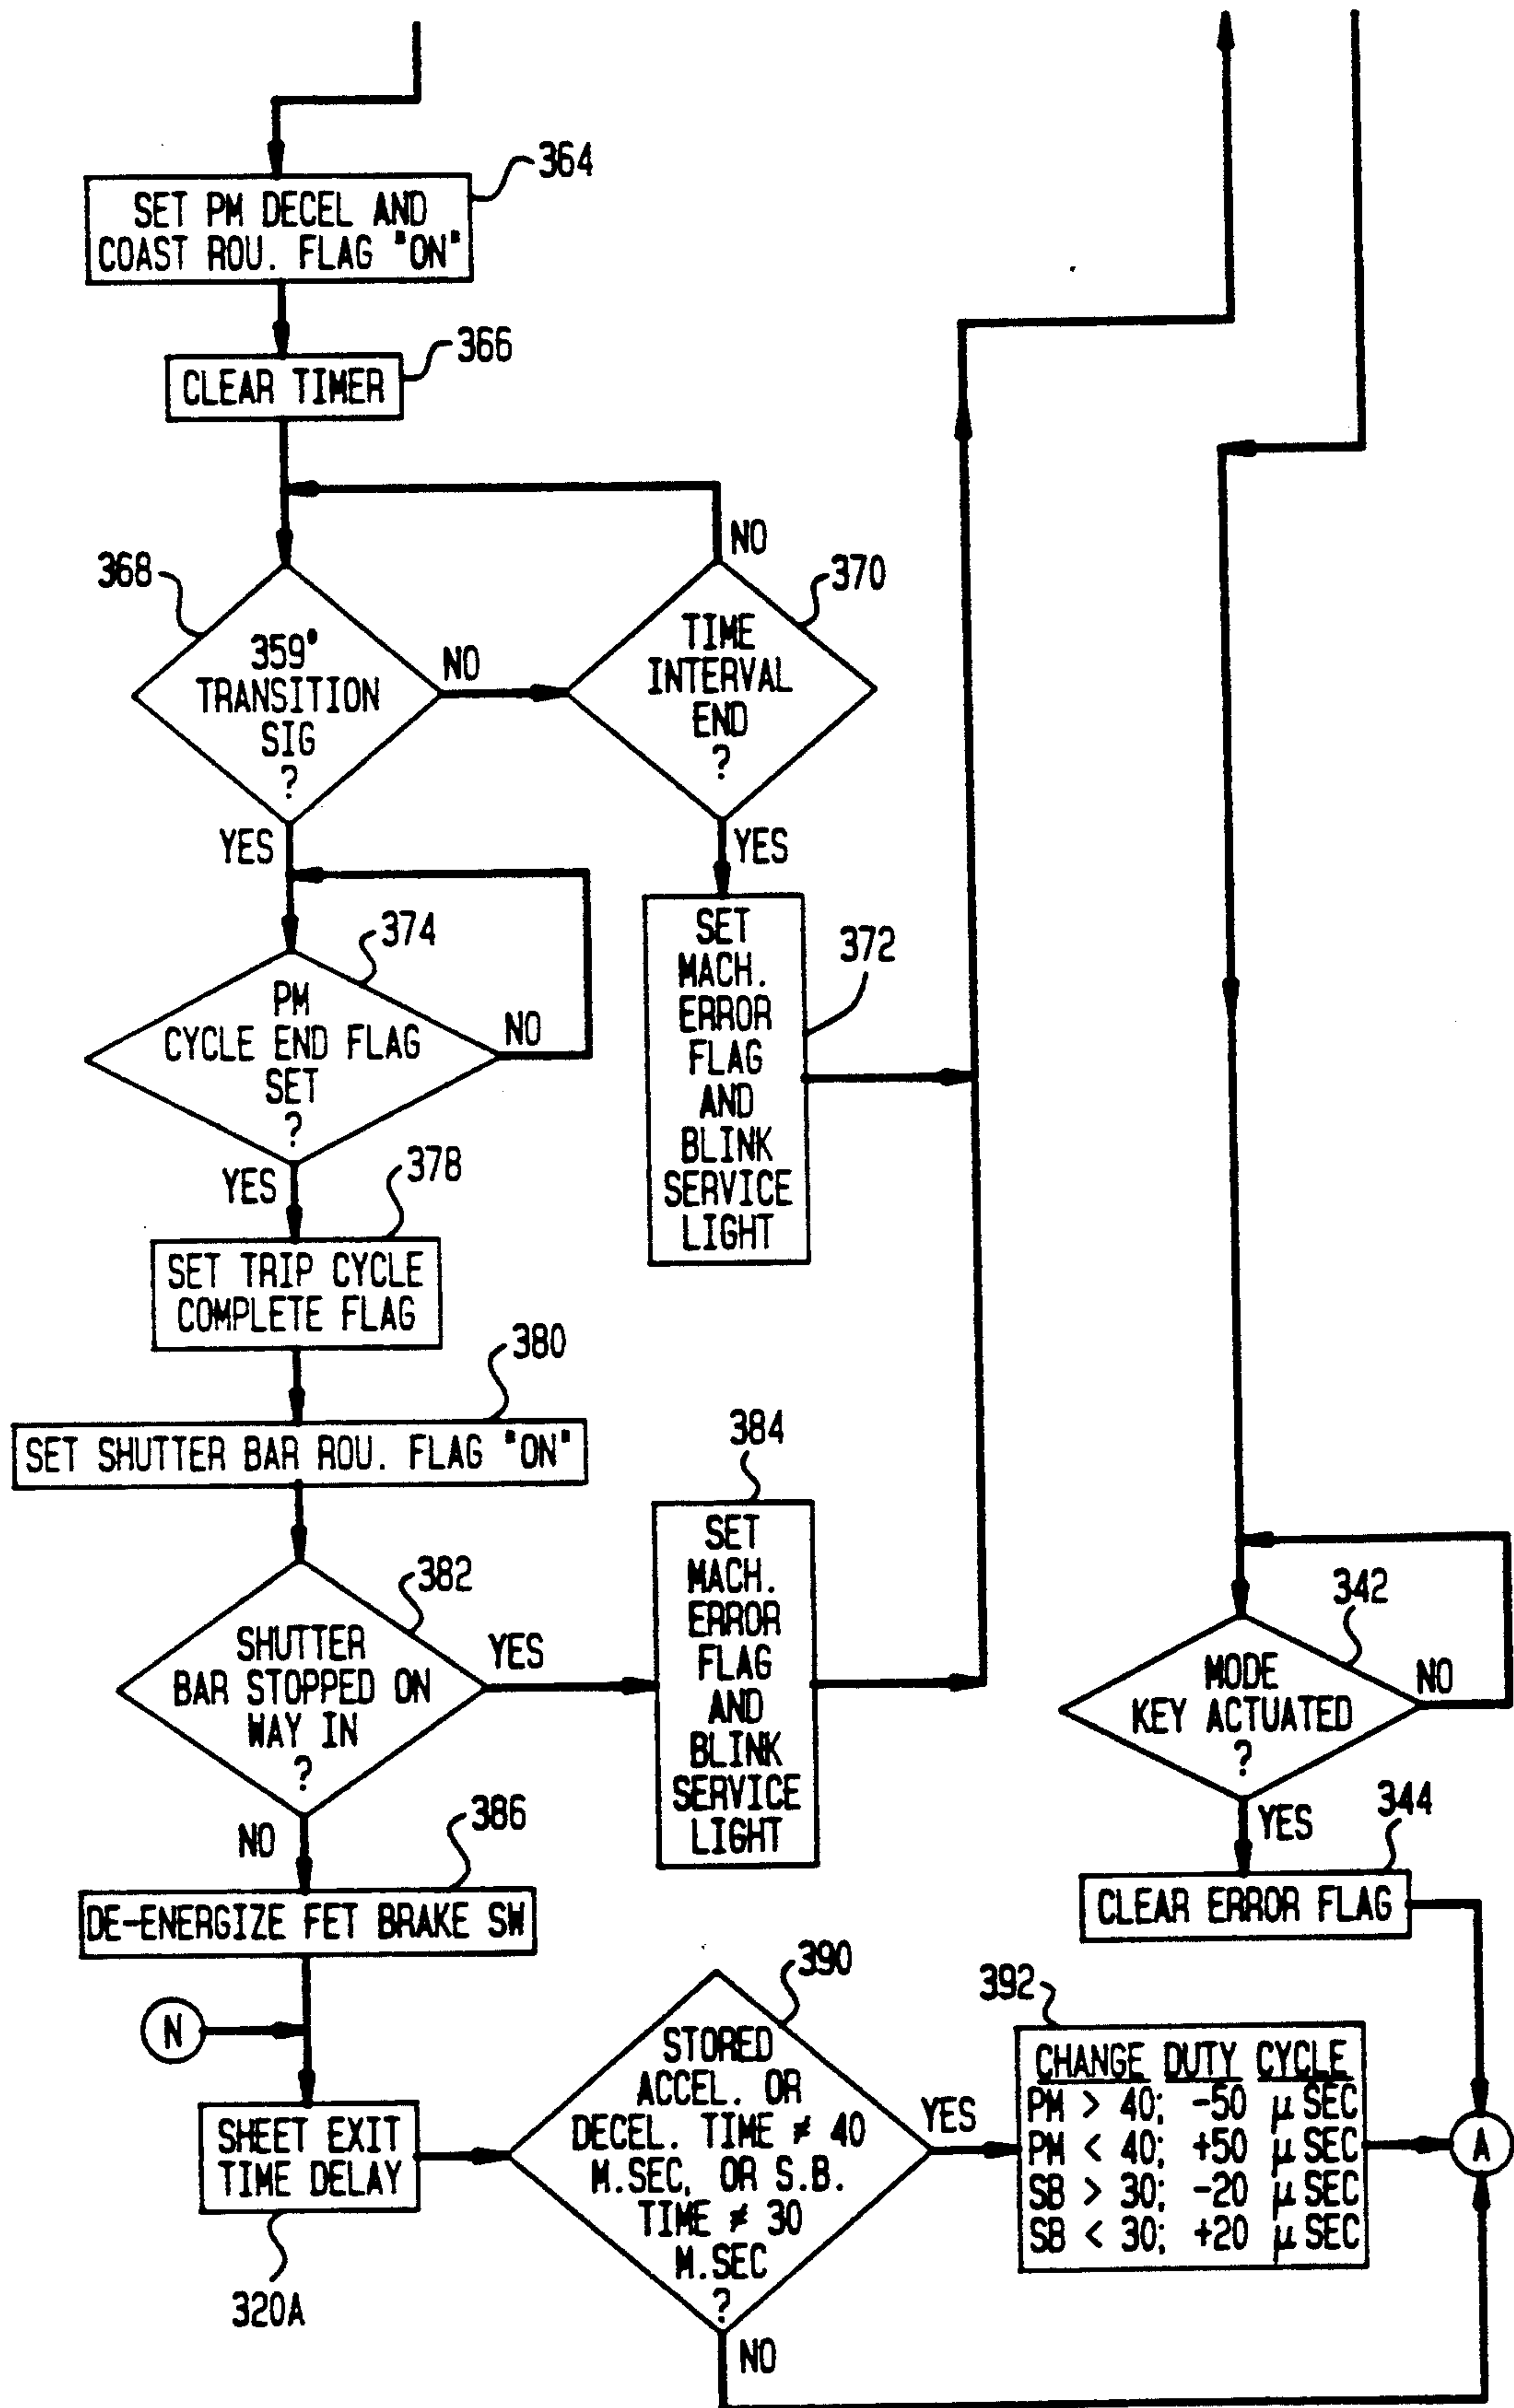 364
SET PM DECEL AND
COAST ROU. FLAG "ON"
366
CLEAR TIMER
368
359°
TRANSITION
SIG
?
NO
YES
370
TIME
INTERVAL
END
?
NO
YES
372
SET
MACH.
ERROR
FLAG
AND
BLINK
SERVICE
LIGHT
374
PM
CYCLE END FLAG
SET
?
NO
YES
378
SET TRIP CYCLE
COMPLETE FLAG
380
SET SHUTTER BAR ROU. FLAG "ON"
382
SHUTTER
BAR STOPPED ON
WAY IN
?
YES
NO
384
SET
MACH.
ERROR
FLAG
AND
BLINK
SERVICE
LIGHT
342
MODE
KEY ACTUATED
?
NO
YES
344
CLEAR ERROR FLAG
386
DE-ENERGIZE FET BRAKE SW
N
SHEET EXIT
TIME DELAY
320A
390
STORED
ACCEL. OR
DECEL. TIME ≠ 40
M.SEC, OR S.B.
TIME ≠ 30
M.SEC
?
YES
NO
392
CHANGE DUTY CYCLE
PM > 40; -50 μ SEC
PM < 40; +50 μ SEC
SB > 30; -20 μ SEC
SB < 30; +20 μ SEC
A